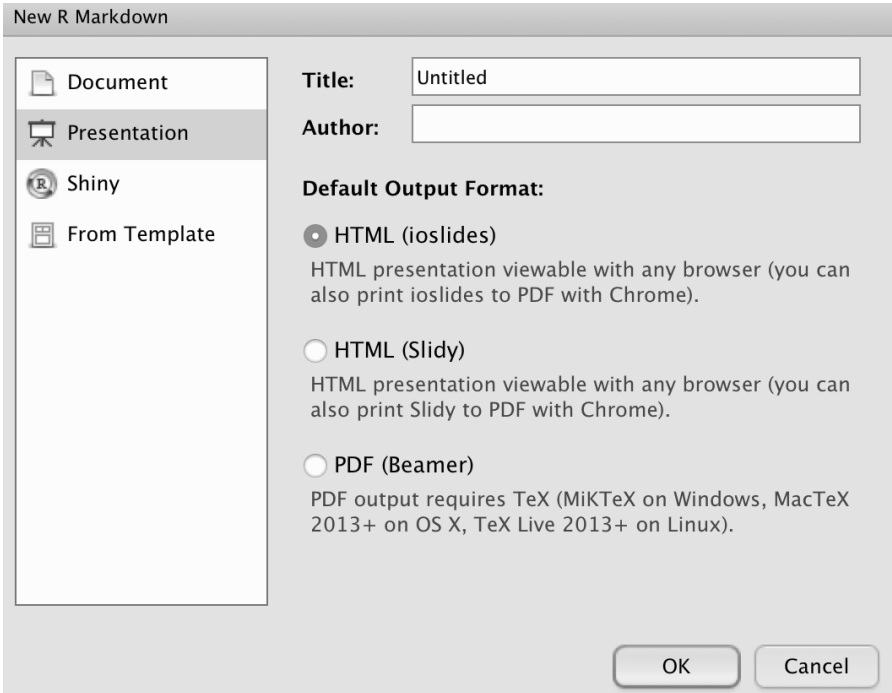 New R Markdown
Document
Presentation
Shiny
From Template
Title:
Untitled
Author:
Default Output Format:
HTML (ioslides)
HTML presentation viewable with any browser (you can
also print ioslides to PDF with Chrome).
HTML (Slidy)
HTML presentation viewable with any browser (you can
also print Slidy to PDF with Chrome).
PDF (Beamer)
PDF output requires TeX (MiKTeX on Windows, MacTeX
2013+ on OS X, TeX Live 2013+ on Linux).
OK
Cancel